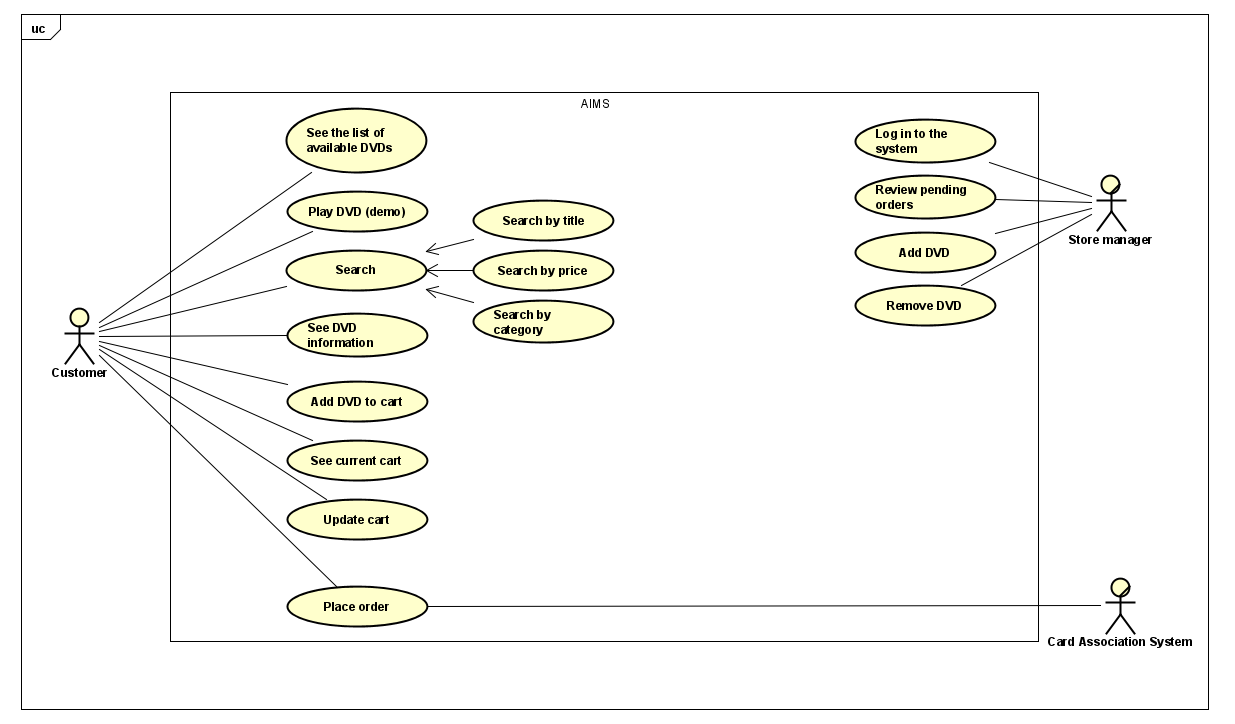 uc
AIMS
See the list of
available DVDs
Play DVD (demo)
Search
Search by title
Search by price
Search by
category
See DVD
information
Add DVD to cart
See current cart
Update cart
Place order
Customer
Log in to the
system
Review pending
orders
Add DVD
Remove DVD
Store manager
Card Association System